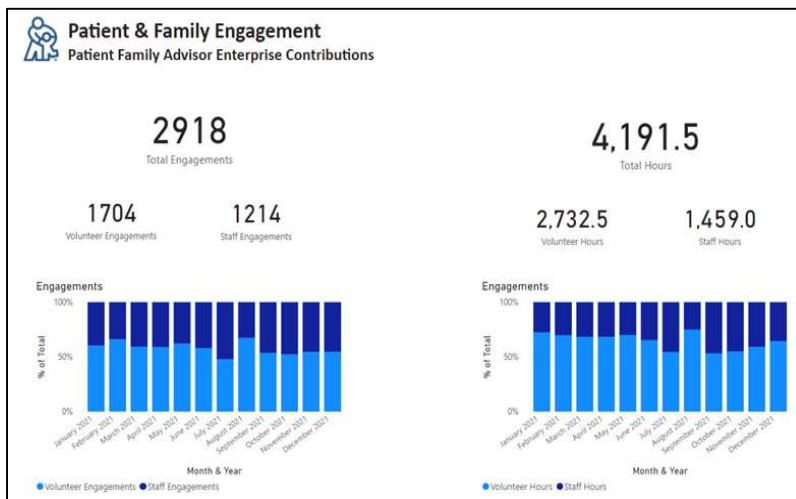 Patient & Family Engagement
Patient Family Advisor Enterprise Contributions
2918
Total Engagements
1704
Volunteer Engagements
1214
Staff Engagements
Engagements
100%
50%
0%
% of Total
January 2021
February 2021
March 2021
April 2021
May 2021
June 2021
July 2021
August 2021
September 2021
October 2021
November 2021
December 2021
Month & Year
Volunteer Engagements Staff Engagements
4,191.5
Total Hours
2,732.5
Volunteer Hours
1,459.0
Staff Hours
Engagements
100%
50%
0%
% of Total
January 2021
February 2021
March 2021
April 2021
May 2021
June 2021
July 2021
August 2021
September 2021
October 2021
November 2021
December 2021
Month & Year
Volunteer Hours Staff Hours